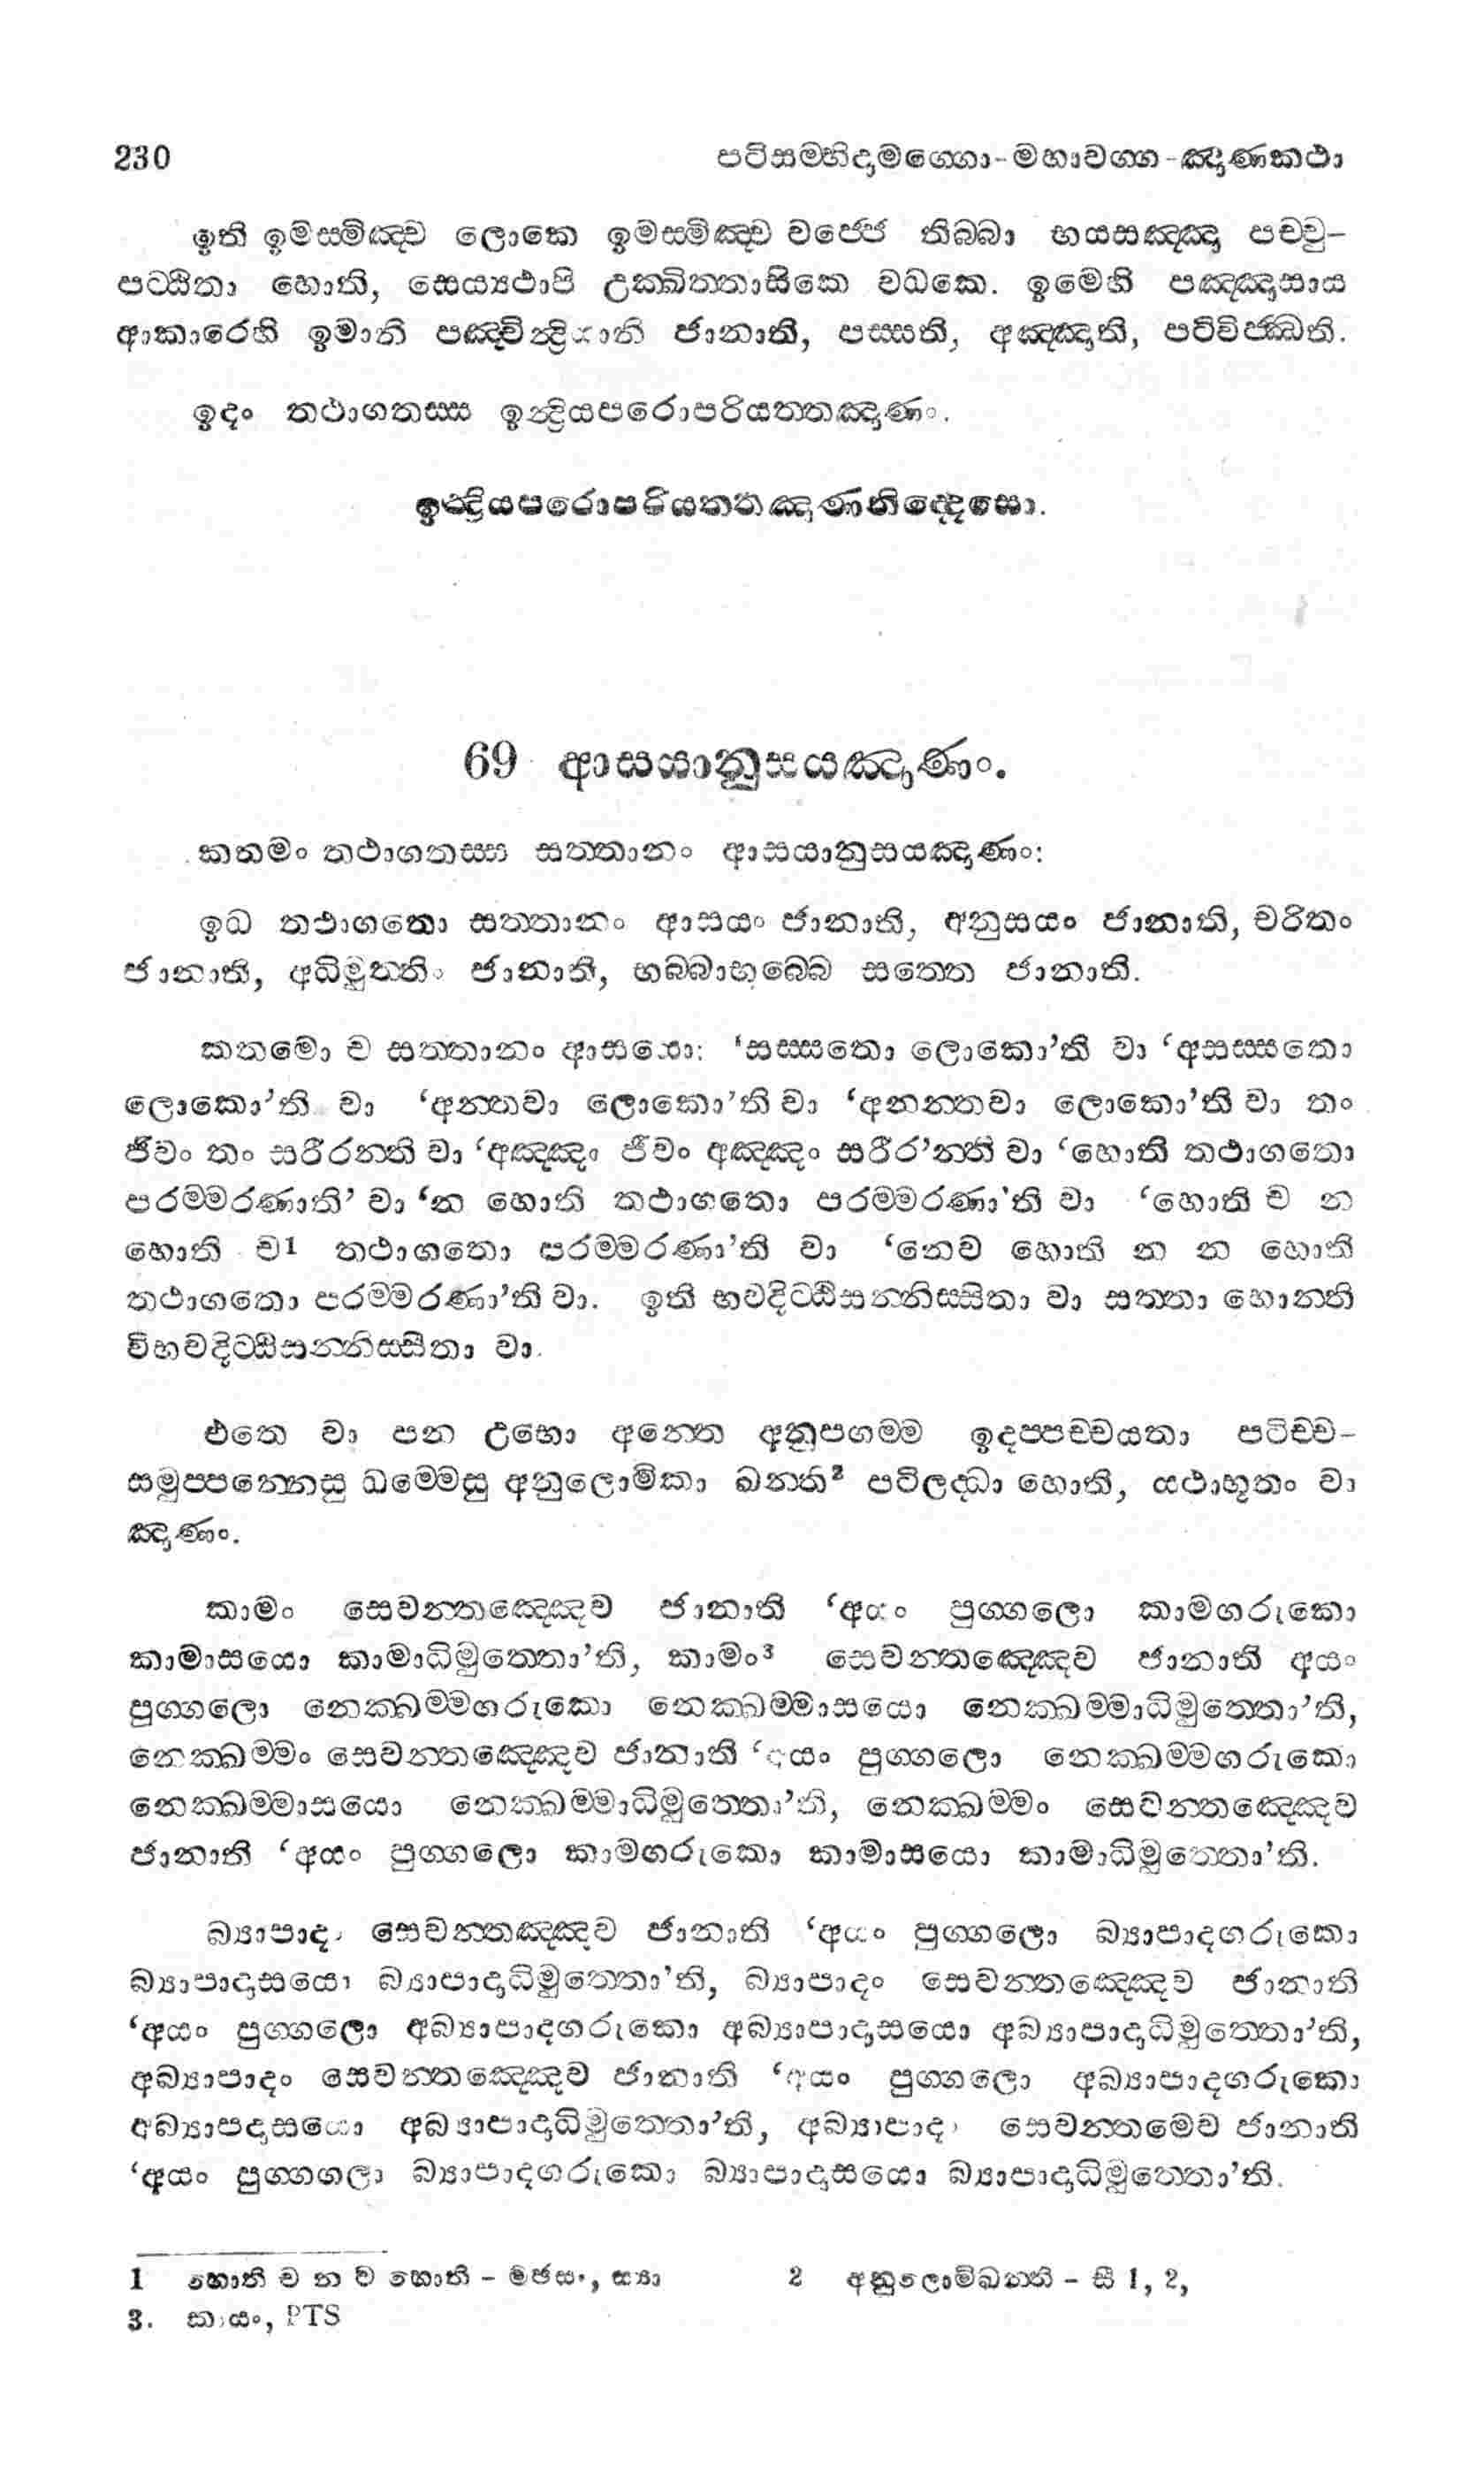 230 පටිසම්භිදාමග්ගො-මහාවග්ග-ඤාණකථා
ඉති ඉමස්මිඤ්ච ලොකෙ ඉමස්මිඤ්ච වජ්ජෙ තිබ්බා භයසඤ්ඤා පච්චු-
පට්ඨිතා හොති, සෙය්‍යථාපි උක්ඛිත්තාසිකෙ වධකෙ. ඉමෙහි පඤ්ඤාසාය
ආකාරෙහි ඉමානි පඤ්චින්ද්‍රියානි ජානාති, පස්සති, අඤ්ඤාති, පටිවිජ්ඣති.
ඉදං තථාගතස්ස ඉන්ද්‍රියපරොපරියත්තඤාණං.
ඉන්ද්‍රියපරොපරියත්තඤාණනිද්දෙසො.
69 ආසයානුසයඤාණං.
කතමං තථාගතස්ස සත්තානං ආසයානුසයඤාණං:
ඉධ තථාගතො සත්තානං ආසයං ජානාති, අනුසයං ජානාති, චරිතං
ජානාති, අධිමුත්තිං ජානාති, භබ්බාභබ්බෙ සත්තෙ ජානාති.
කතමො ච සත්තානං ආසයො: ‘සස්සතො ලොකො’ති වා ‘අසස්සතො
ලොකො’ති වා ‘අන්තවා ලොකො’ති වා ‘අනන්තවා ලොකො’ති වා තං
ජීවං තං සරීරන්ති වා ‘අඤ්ඤං ජීවං අඤ්ඤං සරීර’න්ති වා ‘හොති තථාගතො
පරම්මරණාති’ වා ‘න හොති තථාගතො පරම්මරණා’ති වා ‘හොති ච න
හොති ච1 තථාගතො පරම්මරණා’ති වා ‘නෙව හොති න න හොති
තථාගතො පරම්මරණා’ති වා. ඉති භවදිට්ඨිසන්නිස්සිතා වා සත්තා හොන්ති
විභවදිට්ඨිසන්නිස්සිතා වා.
එතෙ වා පන උභො අන්තෙ අනුපගම්ම ඉදප්පච්චයතා පටිච්ච-
සමුප්පන්නෙසු ධම්මෙසු අනුලොමිකා ඛන්ති2 පටිලද්ධා හොති, යථාභූතං වා
ඤාණං.
කාමං සෙවන්තඤ්ඤෙව ජානාති ‘අයං පුග්ගලො කාමගරුකො
කාමාසයො කාමාධිමුත්තො’ති, කාමං3 සෙවන්තඤ්ඤෙව ජානාති අයං
පුග්ගලො නෙක්ඛම්මගරුකො නෙක්ඛම්මාසයො නෙක්ඛම්මාධිමුත්තො’ති,
නෙක්ඛම්මං සෙවන්තඤ්ඤෙව ජානාති ‘අයං පුග්ගලො නෙක්ඛම්මගරුකො
නෙක්ඛම්මාසයො නෙක්ඛම්මාධිමුත්තො’ති, නෙක්ඛම්මං සෙවන්තඤ්ඤෙව
ජානාති ‘අයං පුග්ගලො කාමගරුකො කාමාසයො කාමාධිමුත්තො’ති.
බ්‍යාපාදං සෙවන්තඤ්ඤව ජානාති ‘අයං පුග්ගලො බ්‍යාපාදගරුකො
බ්‍යාපාදාසයො බ්‍යාපාදාධිමුත්තො’ති, බ්‍යාපාදං සෙවන්තඤ්ඤෙව ජානාති
‘අයං පුග්ගලො අබ්‍යාපාදගරුකො අබ්‍යාපාදාසයො අබ්‍යාපාදාධිමුත්තො’ති,
අබ්‍යාපාදං සෙවන්තඤ්ඤෙව ජානාති ‘අයං පුග්ගලො අබ්‍යාපාදගරුකො
අබ්‍යාපදාසයො අබ්‍යාපාදාධිමුත්තො’ති, අබ්‍යාපාදං සෙවන්තමෙව ජානාති
‘අයං පුග්ගගලා බ්‍යාපාදගරුකො බ්‍යාපාදාසයො බ්‍යාපාදාධිමුත්තො’ති.
1 හොති ච න ච හොති – මජසං, ස්‍යා 2 අනුලොමිඛන්ති – සී 1, 2,
3. කායං, PTS